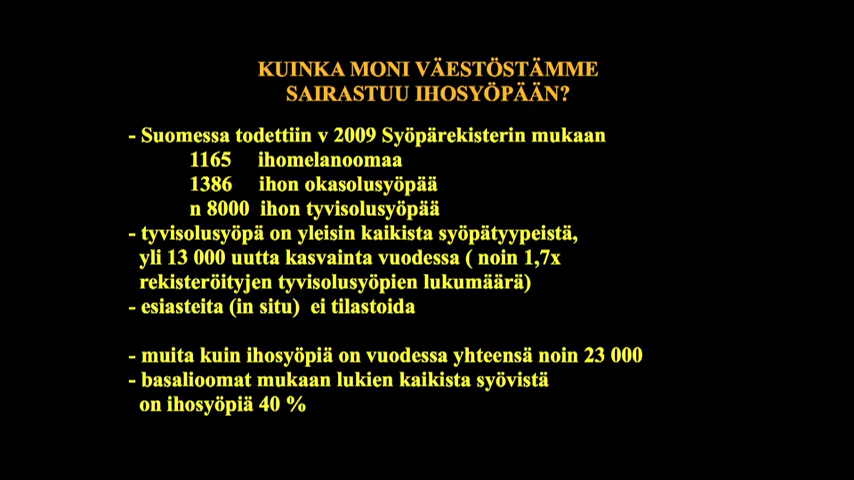 KUINKA MONI VÄESTÖSTÄMME
SAIRASTUU IHOSYÖPÄÄN?
- Suomessa todettiin v 2009 Syöpärekisterin mukaan
1165 ihomelanoomaa
1386 ihon okasolusyöpää
n 8000 ihon tyvisolusyöpää
- tyvisolusyöpä on yleisin kaikista syöpätyypeistä,
yli 13 000 uutta kasvainta vuodessa ( noin 1,7x
rekisteröityjen tyvisolusyöpien lukumäärä)
- esiasteita (in situ) ei tilastoida
- muita kuin ihosyöpiä on vuodessa yhteensä noin 23 000
- basalioomat mukaan lukien kaikista syövistä
on ihosyöpiä 40 %